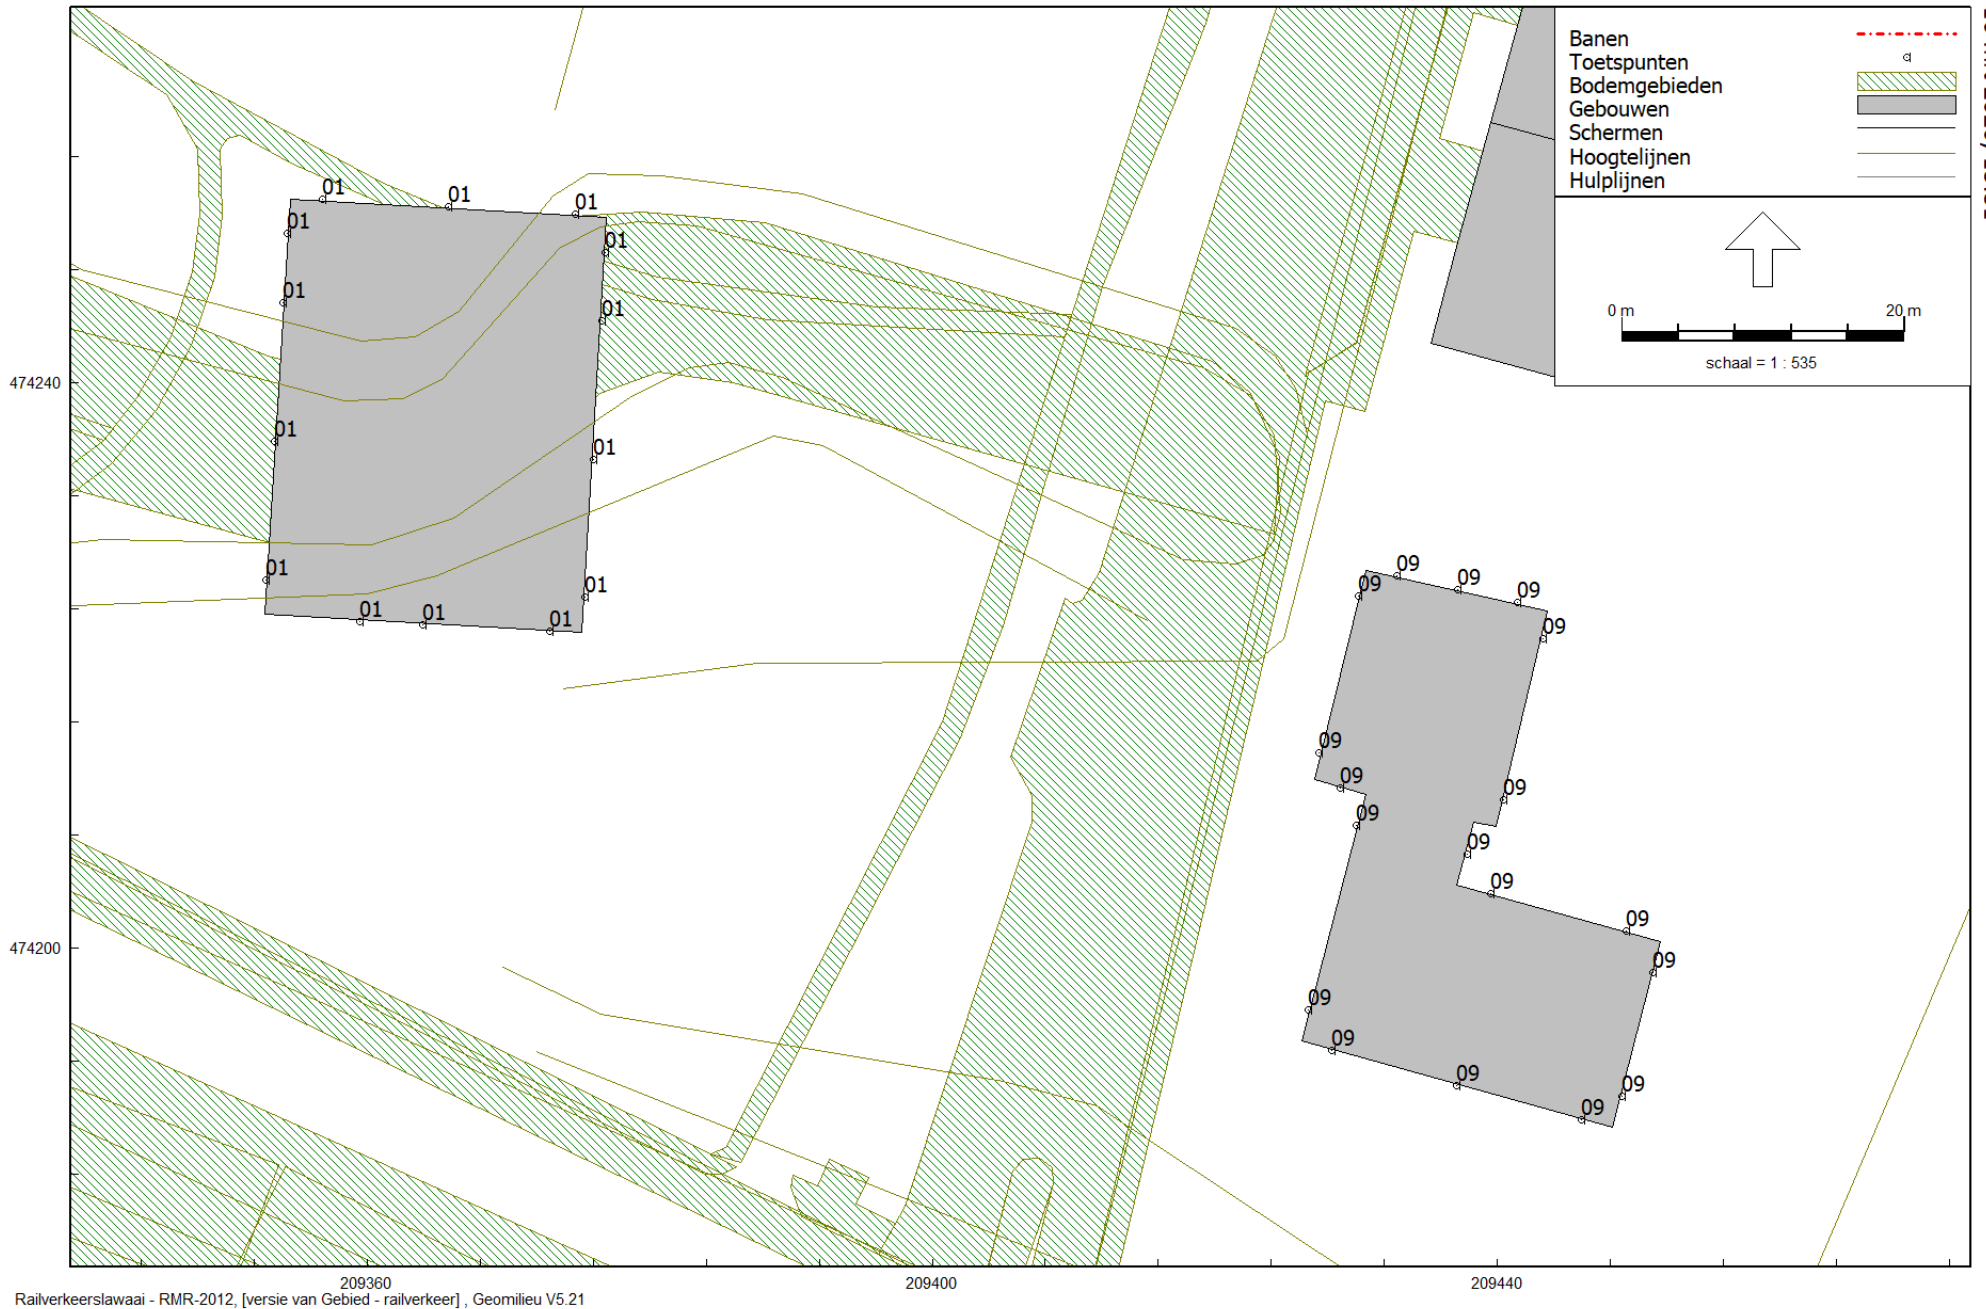 Banen
Toetspunten
Bodemgebieden
Gebouwen
Schermen
Hoogtelijnen
Hulplijnen
0 m 20 m
schaal = 1 : 535
01 01 01
01 01
01 01
01 01
01 01
01 01 01
474240
09 09 09
09 09
09 09
09 09
09 09
09 09
09
09 09
09 09
474200
209360 209400 209440
Railverkeerslawaai - RMR-2012, [versie van Gebied - railverkeer] , Geomilieu V5.21